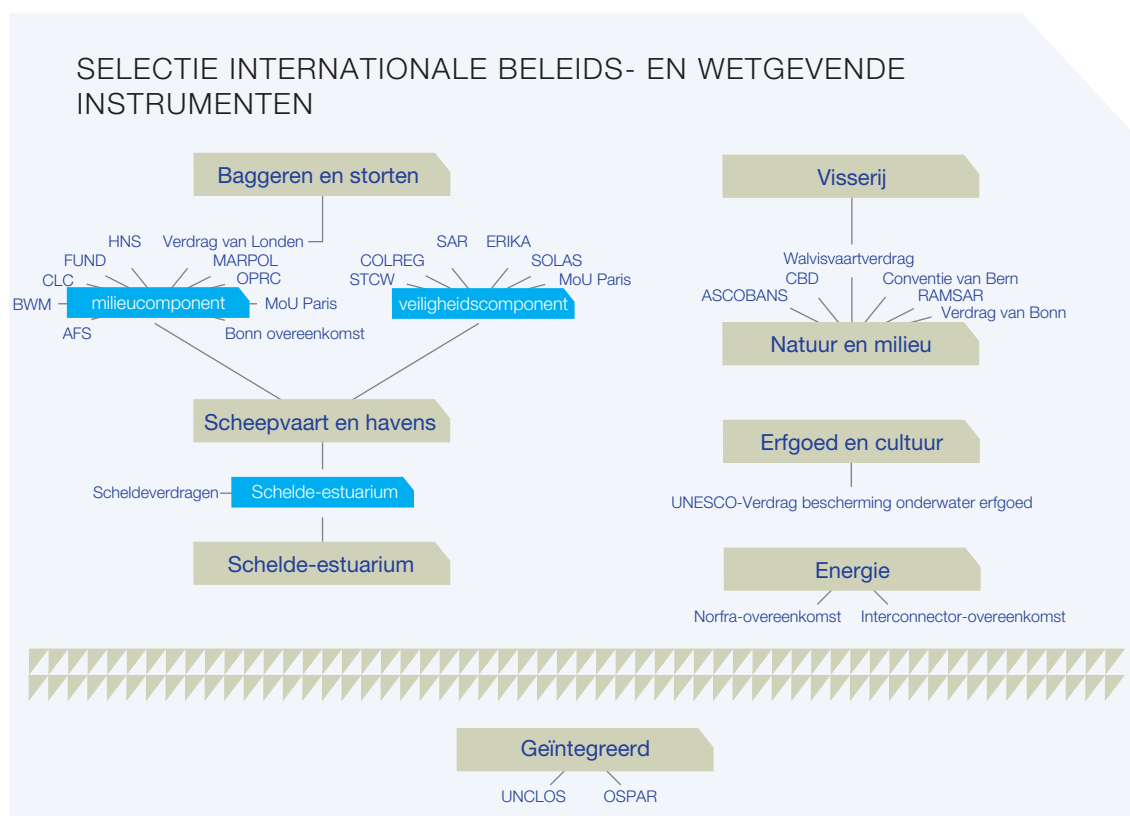 SELECTIE INTERNATIONALE BELEIDS- EN WETGEVENDE
INSTRUMENTEN
Baggeren en storten
HNS
Verdrag van Londen
FUND
MARPOL
CLC
OPRC
BWM
milieucomponent
MoU Paris
AFS
Bonn overeenkomst
SAR
ERIKA
COLREG
SOLAS
STCW
MoU Paris
veiligheidscomponent
Scheepvaart en havens
Scheldeverdragen
Schelde-estuarium
Schelde-estuarium
Visserij
Walvisvaartverdrag
CBD
Conventie van Bern
ASCOBANS
RAMSAR
Verdrag van Bonn
Natuur en milieu
Erfgoed en cultuur
UNESCO-Verdrag bescherming onderwater erfgoed
Energie
Norfra-overeenkomst
Interconnector-overeenkomst
Geïntegreerd
UNCLOS
OSPAR